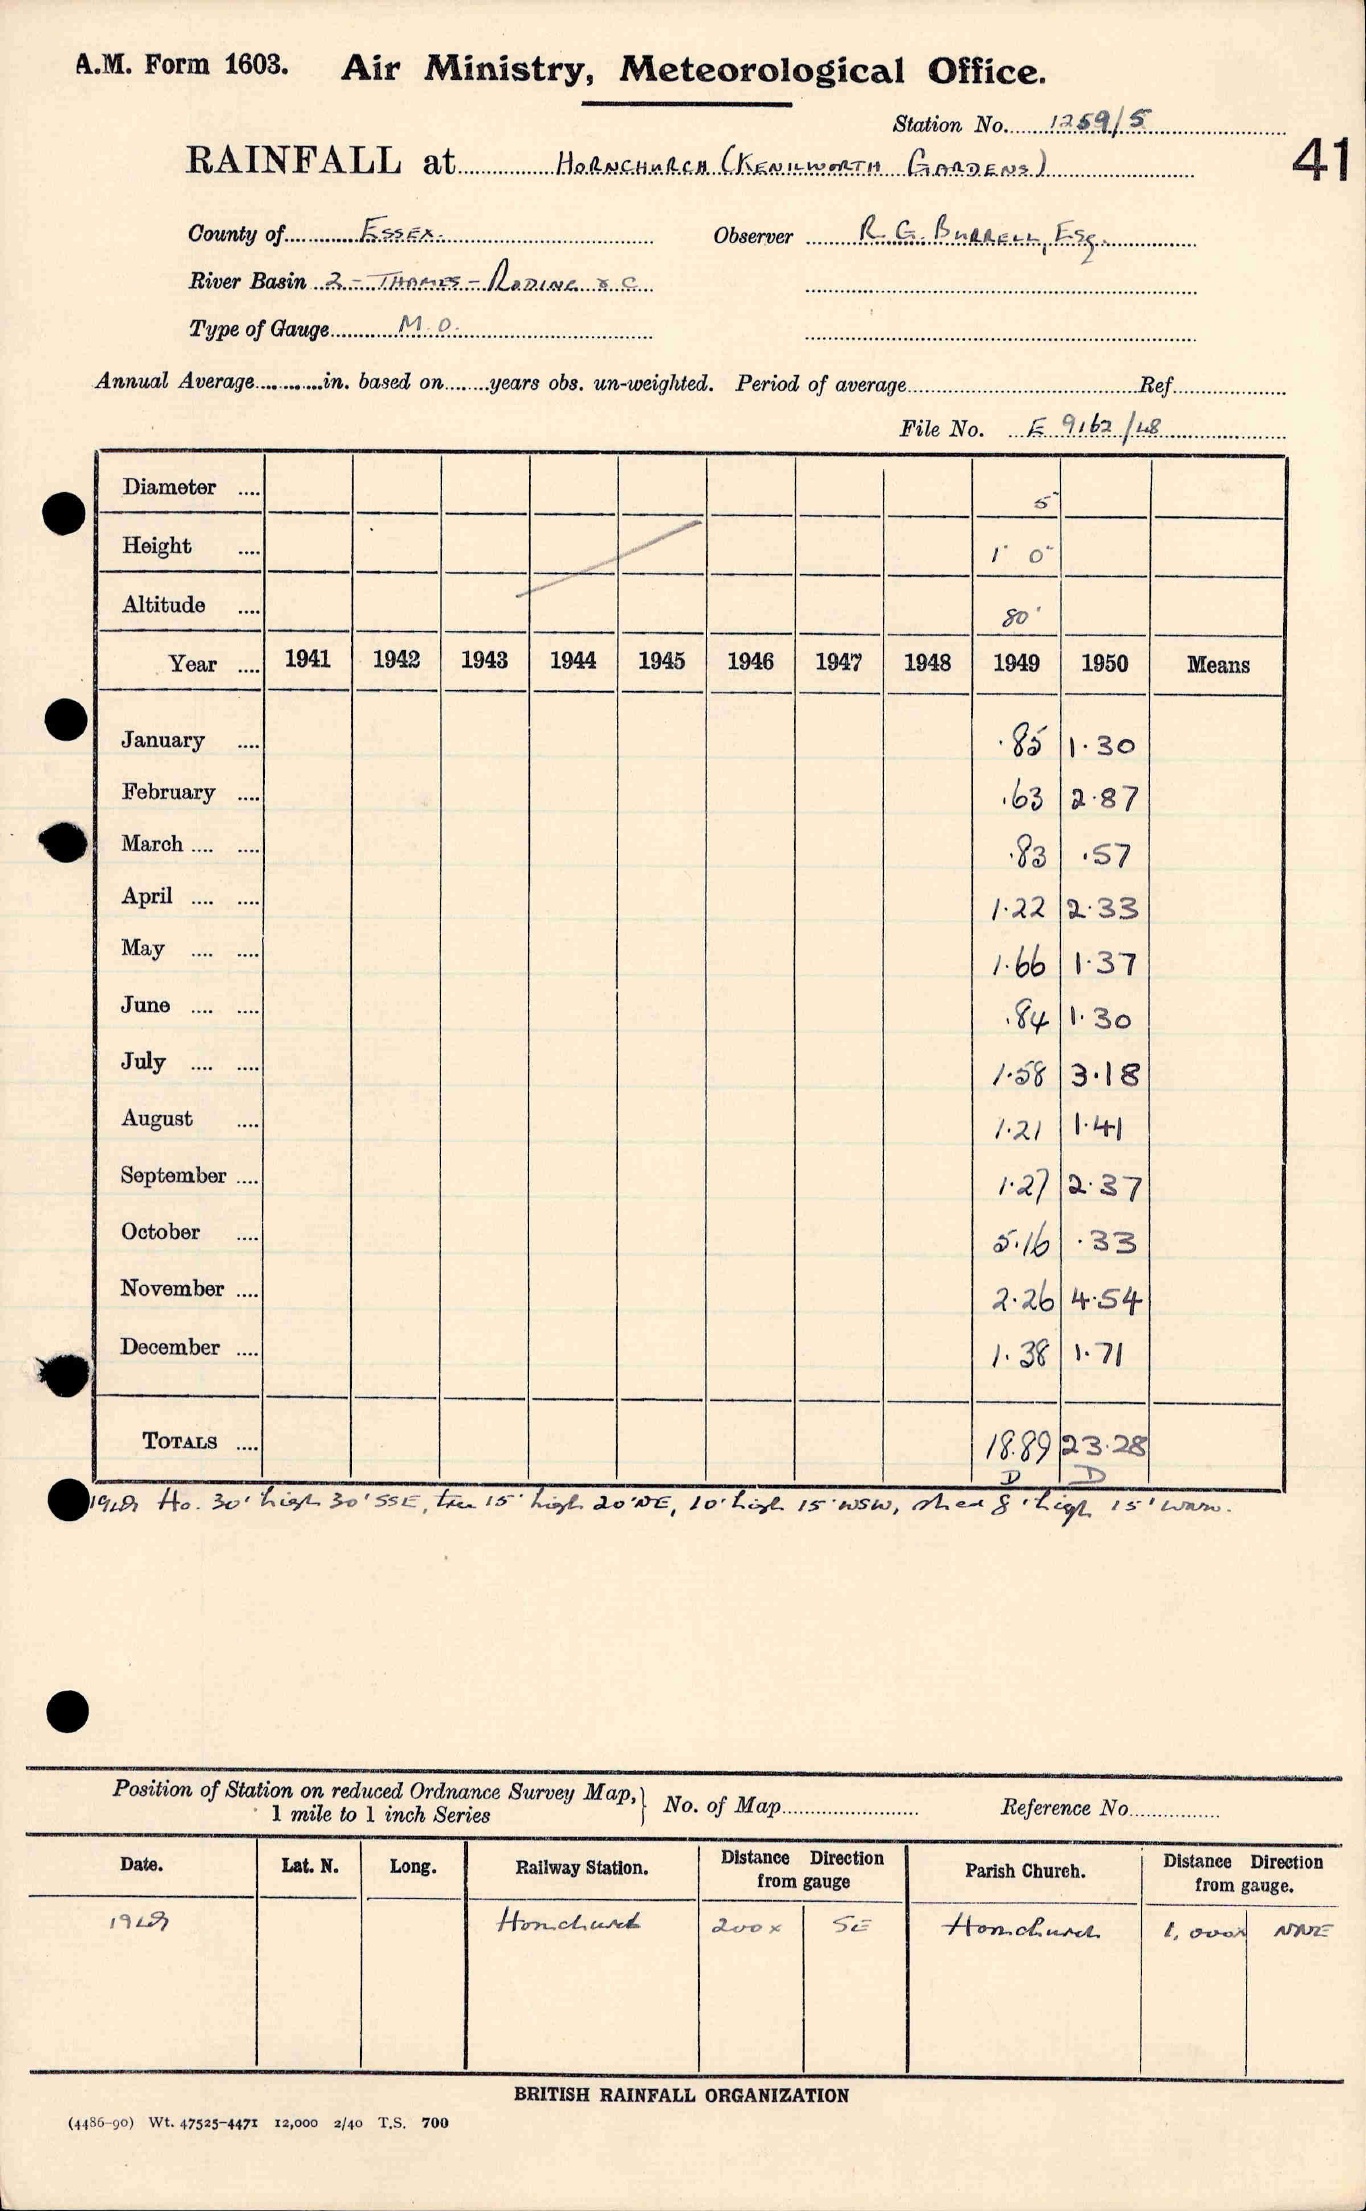 A.M. Form 1603. Air Ministry, Meteorological Office.
Station No. 1259/5
RAINFALL at HORNCHURCH (KENILWORTH GARDENS) 41
County of ESSEX. Observer R. G. BURRELL, ESQ.
River Basin 2 - THAMES - RODING & C
Type of Gauge M.O.
Annual Average in. based on years obs. un-weighted. Period of average Ref
File No. E 9162/48
Diameter .... 5"
Height .... 1' 0"
Altitude .... 80'
Year .... 1941 1942 1943 1944 1945 1946 1947 1948 1949 1950 Means
January .... .85 1.30
February .... .63 2.87
March .... .... .83 .57
April .... .... 1.22 2.33
May .... .... 1.66 1.37
June .... .... .84 1.30
July .... .... 1.58 3.18
August .... 1.21 1.41
September .... 1.27 2.37
October .... 5.16 .33
November .... 2.26 4.54
December .... 1.38 1.71
TOTALS .... 18.89 23.28
D D
Ho. 30' high 30' SSE, tree 15' high 20' NE, 10' high 15' WSW, shed 8' high 15' WNW.
Position of Station on reduced Ordnance Survey Map, } No. of Map Reference No.
1 mile to 1 inch Series
Date. Lat. N. Long. Railway Station. Distance Direction from gauge Parish Church. Distance Direction from gauge.
Hornchurch 200x SE Hornchurch 1,000x NNE
BRITISH RAINFALL ORGANIZATION
(4486-90) Wt. 47525-4471 12,000 2/40 T.S. 700